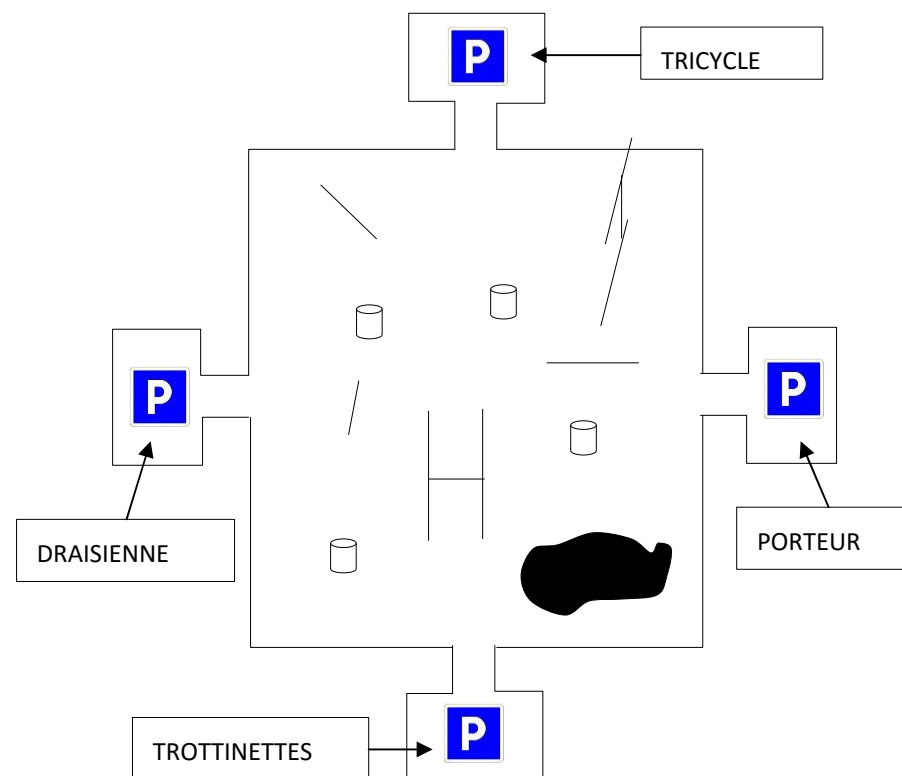 P
TRICYCLE
P
P
DRAISIENNE
PORTEUR
P
TROTTINETTES